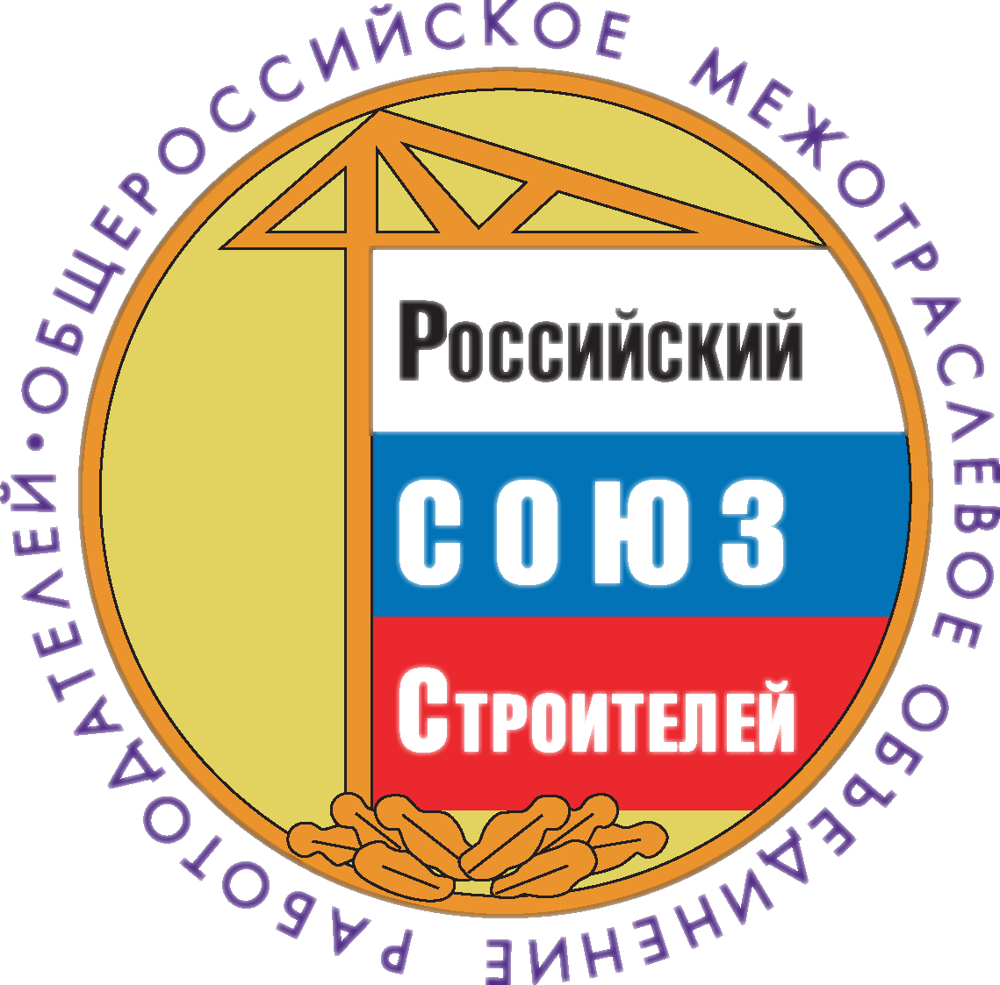 ОБЩЕРОССИЙСКОЕ МЕЖОТРАСЛЕВОЕ ОБЪЕДИНЕНИЕ РАБОТОДАТЕЛЕЙ •
Российский
СОЮЗ
Строителей